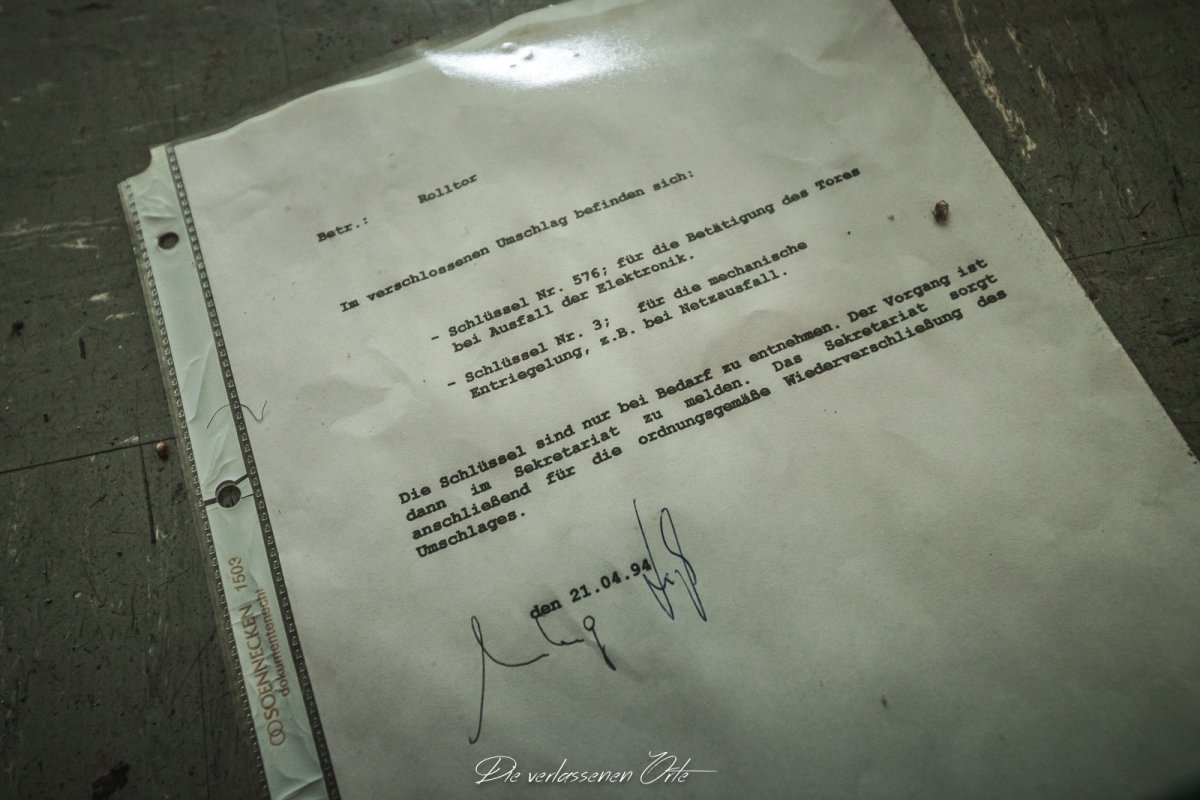 Betr.: Rolltor
Im verschlossenen Umschlag befinden sich:
- Schlüssel Nr. 576; für die Betätigung des Tores
bei Ausfall der Elektronik.
- Schlüssel Nr. 3; für die mechanische
Entriegelung, z.B. bei Netzausfall.
Die Schlüssel sind nur bei Bedarf zu entnehmen. Der Vorgang ist
dann im Sekretariat zu melden. Das Sekretariat sorgt
anschließend für die ordnungsgemäße Wiederverschließung des
Umschlages.
den 21.04.94
SOENNECKEN 1503
dokumentenecht
Die verlassenen Orte